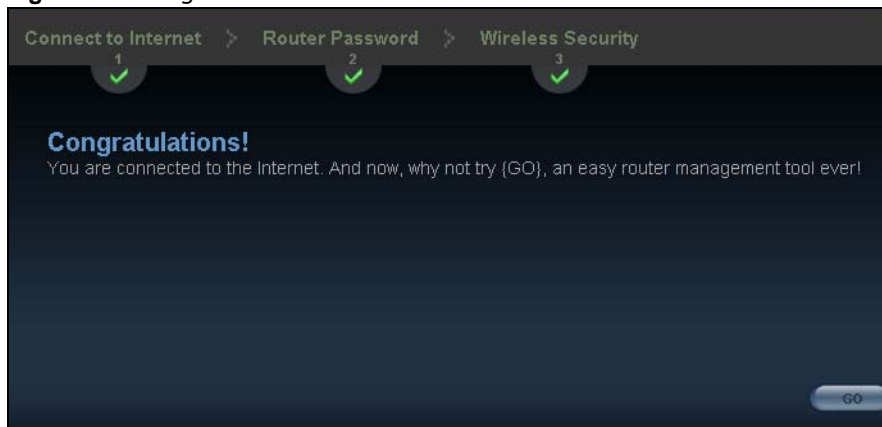 Connect to Internet > Router Password > Wireless Security
1 2 3
Congratulations!
You are connected to the Internet. And now, why not try {GO}, an easy router management tool ever!
GO